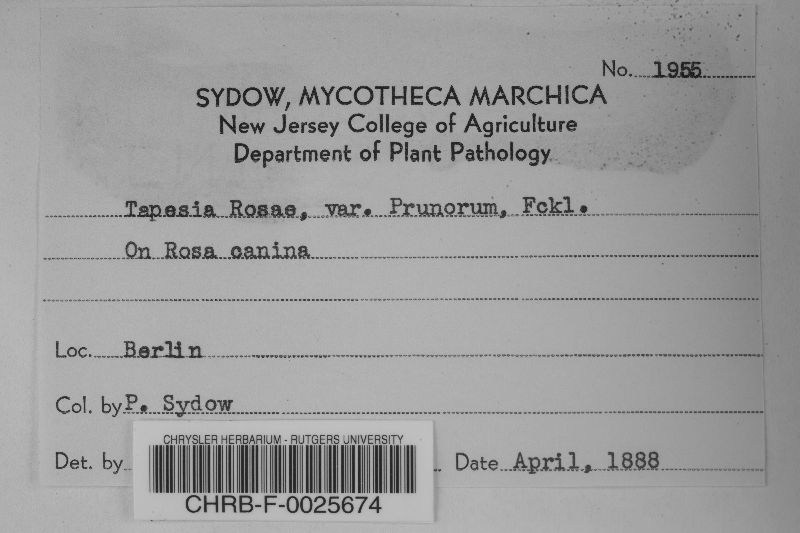 No. 1955
SYDOW, MYCOTHECA MARCHICA
New Jersey College of Agriculture
Department of Plant Pathology
Tapesia Rosae, var. Prunorum, Fckl.
On Rosa canina
Loc. Berlin
Col. by P. Sydow
Det. by Date April, 1888
CHRYSLER HERBARIUM - RUTGERS UNIVERSITY
CHRB-F-0025674